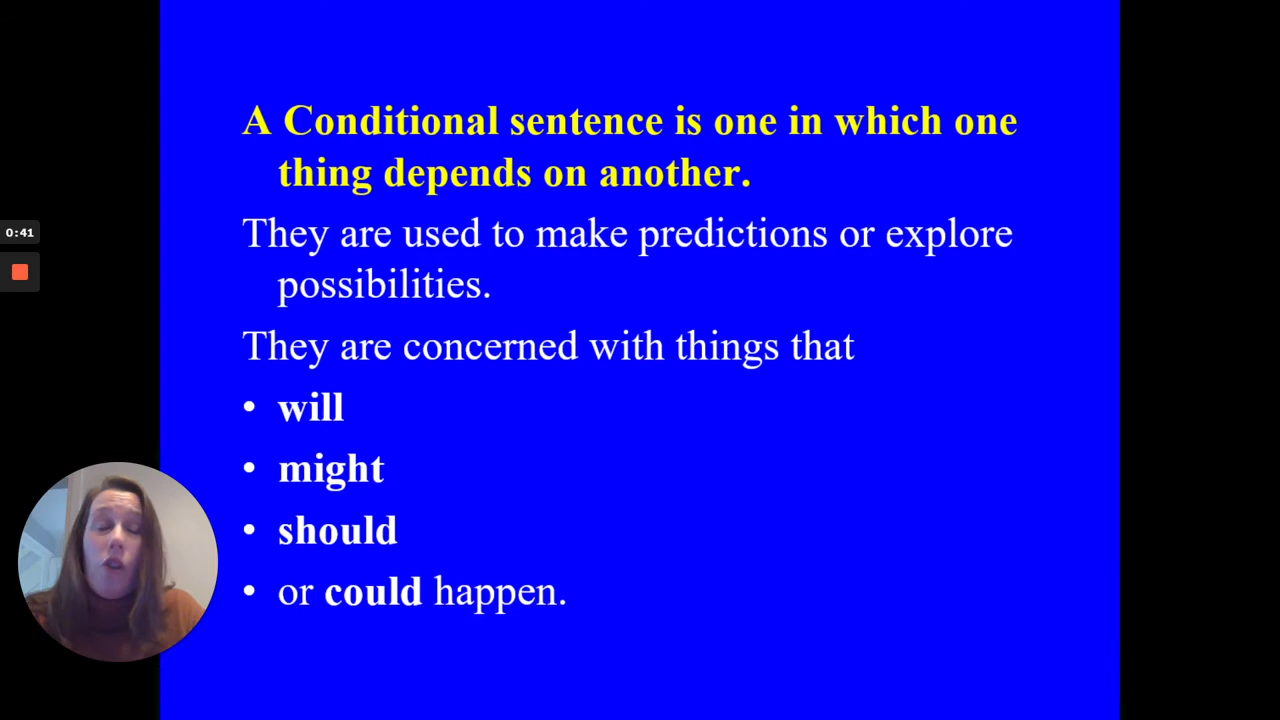 A Conditional sentence is one in which one
thing depends on another.
They are used to make predictions or explore
possibilities.
They are concerned with things that
• will
• might
• should
• or could happen.
0:41